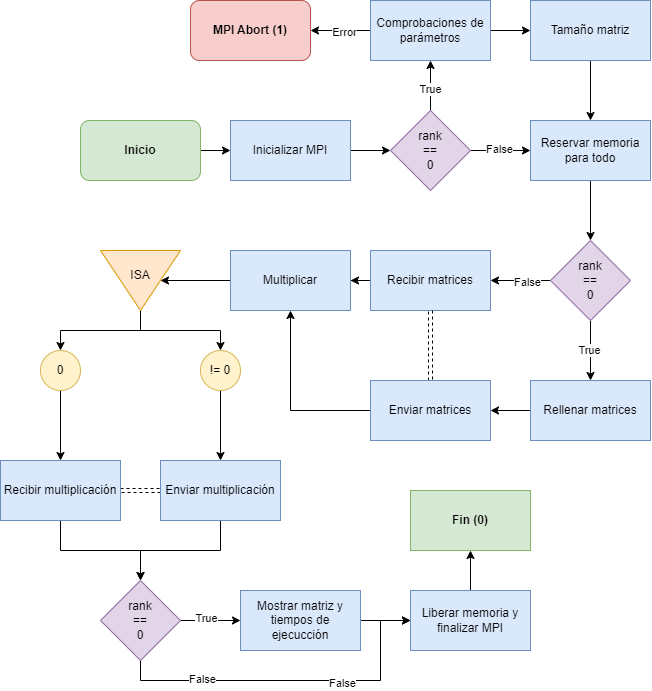 MPI Abort (1)
Error
Comprobaciones de
parámetros
Tamaño matriz
True
Inicio
Inicializar MPI
rank
==
0
False
Reservar memoria
para todo
ISA
Multiplicar
Recibir matrices
False
rank
==
0
True
0
!= 0
Enviar matrices
Rellenar matrices
Recibir multiplicación
Enviar multiplicación
Fin (0)
rank
==
0
True
Mostrar matriz y
tiempos de
ejecucción
Liberar memoria y
finalizar MPI
False
False